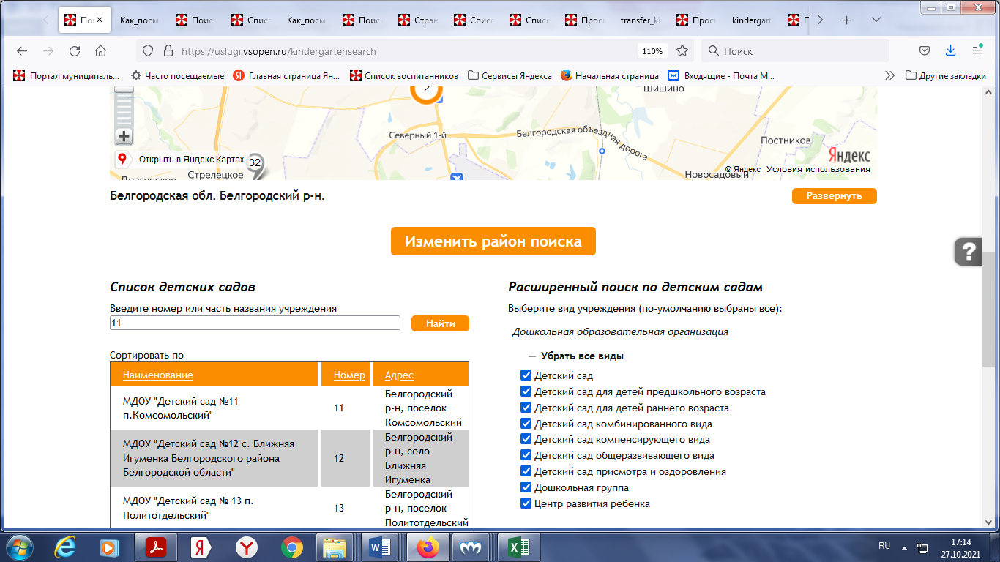 По
Как_посм
Поис
Списс
Как_посм
Поис
Стран
Списс
Списс
Прос
transfer_ki
Прос
kindergart
П
https://uslugi.vsopen.ru/kindergartensearch
110%
Поиск
Портал муниципаль...
Часто посещаемые
Главная страница Ян...
Список воспитанников
Сервисы Яндекса
Начальная страница
Входящие - Почта М...
Другие закладки
2
Шишино
Северный 1-й
Белгородская объездная дорога
Постников
Открыть в Яндекс.Картах
32
Яндекс
Драгунское
Стрелецкое
Новосадовый
© Яндекс Условия использования
Белгородская обл. Белгородский р-н.
Развернуть
Изменить район поиска
?
Список детских садов
Введите номер или часть названия учреждения
11
Найти
Сортировать по
Наименование
Номер
Адрес
МДОУ "Детский сад №11
п.Комсомольский"
11
Белгородский
р-н, поселок
Комсомольский
МДОУ "Детский сад №12 с. Ближняя
Игуменка Белгородского района
Белгородской области"
12
Белгородский
р-н, село
Ближняя
Игуменка
МДОУ "Детский сад № 13 п.
Политотдельский"
13
Белгородский
р-н, поселок
Политотдельский
Расширенный поиск по детским садам
Выберите вид учреждения (по-умолчанию выбраны все):
Дошкольная образовательная организация
— Убрать все виды
Детский сад
Детский сад для детей предшкольного возраста
Детский сад для детей раннего возраста
Детский сад комбинированного вида
Детский сад компенсирующего вида
Детский сад общеразвивающего вида
Детский сад присмотра и оздоровления
Дошкольная группа
Центр развития ребенка
RU
17:14
27.10.2021